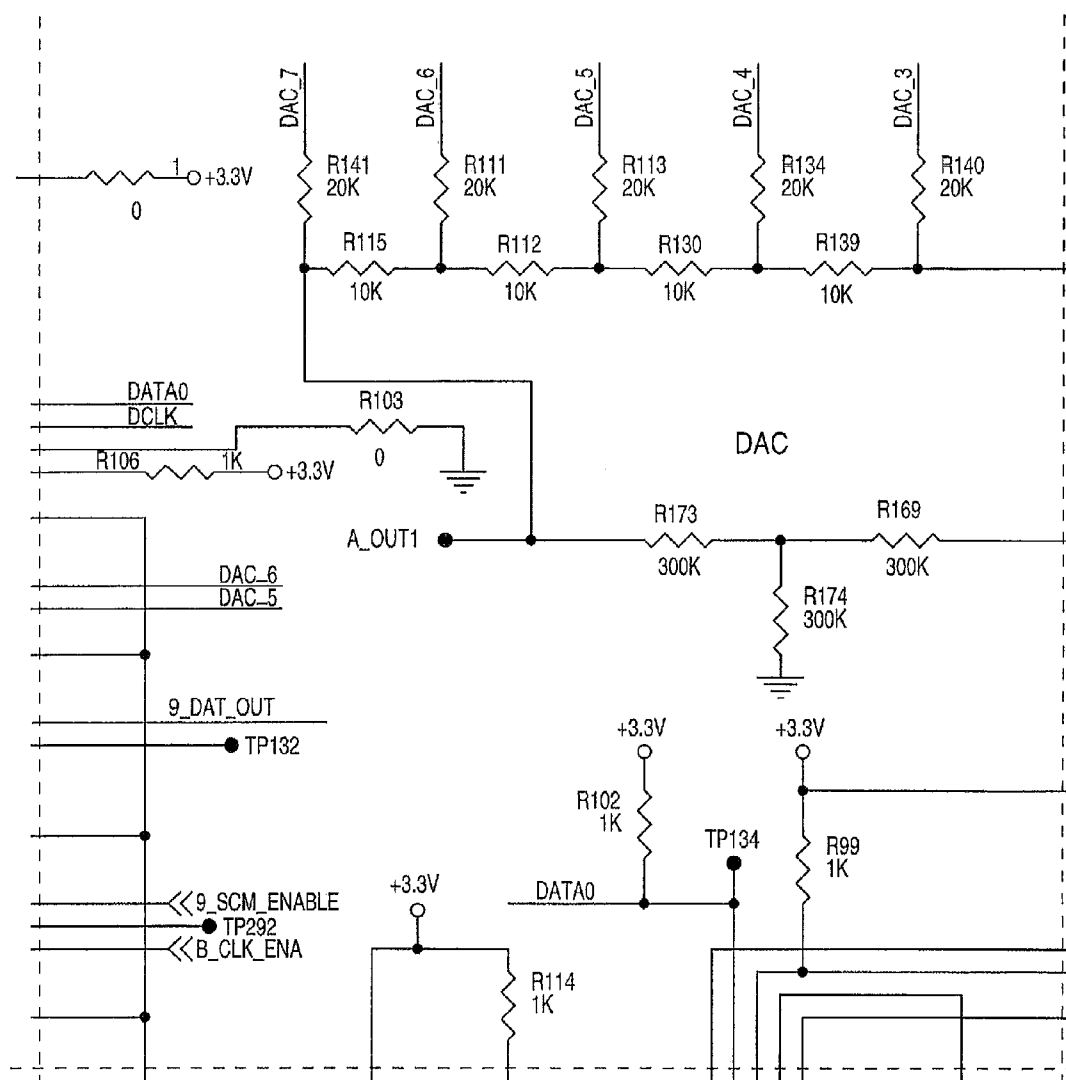 DAC_7
DAC_6
DAC_5
DAC_4
DAC_3
1
+3.3V
0
R141
20K
R111
20K
R113
20K
R134
20K
R140
20K
R115
10K
R112
10K
R130
10K
R139
10K
DATA0
DCLK
R103
0
R106
1K
+3.3V
DAC
A_OUT1
R173
300K
R169
300K
R174
300K
DAC_6
DAC_5
9_DAT_OUT
TP132
+3.3V
+3.3V
R102
1K
TP134
R99
1K
DATA0
+3.3V
9_SCM_ENABLE
TP292
B_CLK_ENA
R114
1K